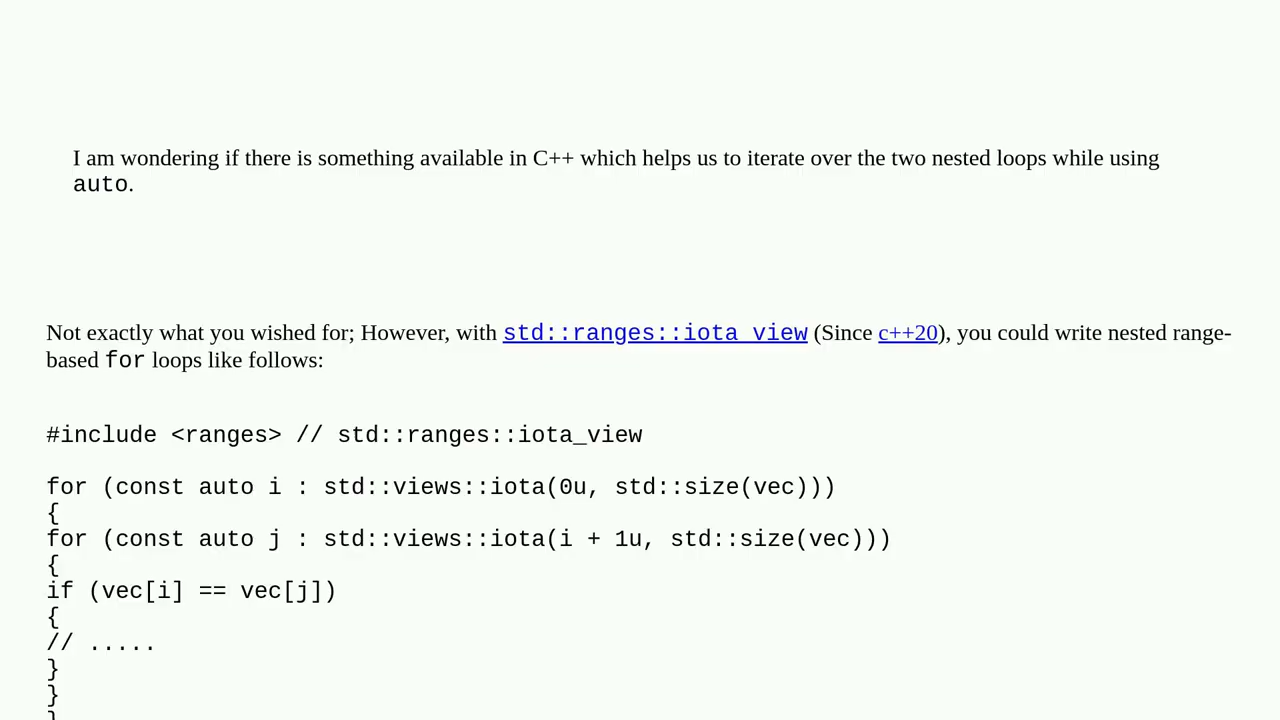 I am wondering if there is something available in C++ which helps us to iterate over the two nested loops while using
auto.
Not exactly what you wished for; However, with std::ranges::iota_view (Since c++20), you could write nested range-
based for loops like follows:
#include <ranges> // std::ranges::iota_view
for (const auto i : std::views::iota(0u, std::size(vec)))
{
for (const auto j : std::views::iota(i + 1u, std::size(vec)))
{
if (vec[i] == vec[j])
{
// .....
}
}
}